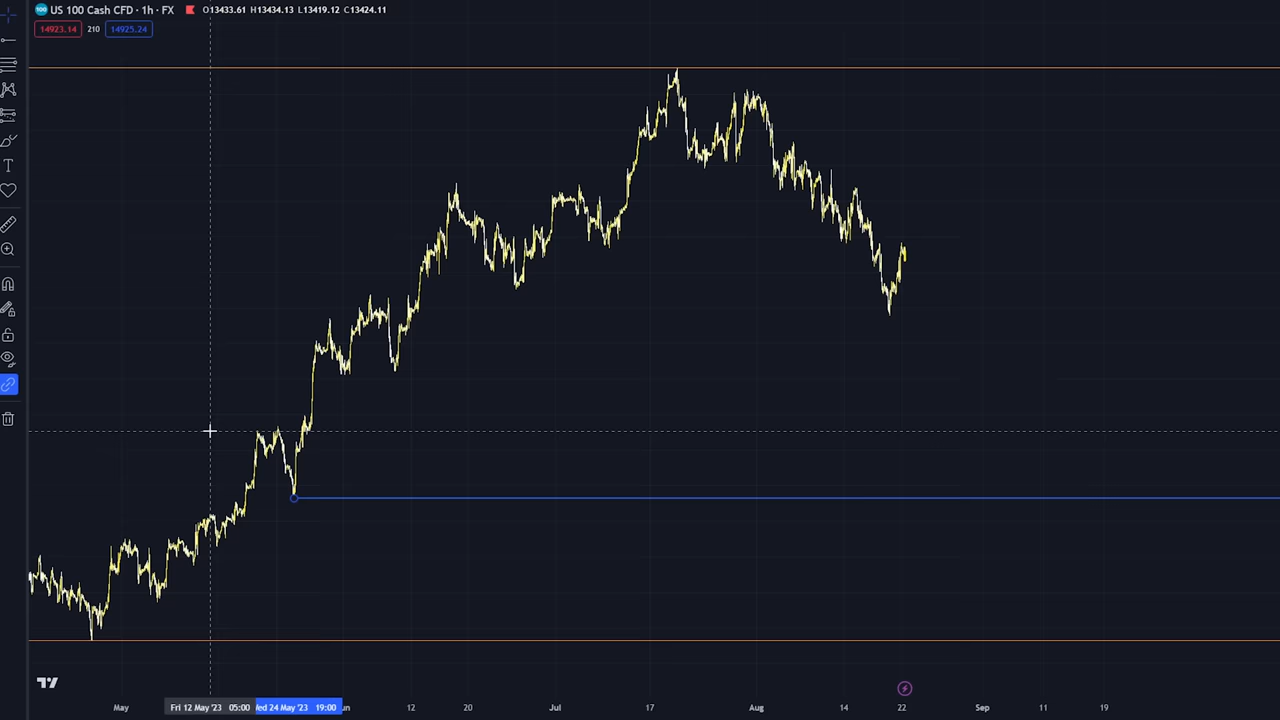 US 100 Cash CFD · 1h · FX O13433.61 H13434.13 L13419.12 C13424.11
14923.14 210 14925.24
T
May Fri 12 May '23 05:00 Wed 24 May '23 19:00 un 12 20 Jul 17 Aug 14 22 Sep 11 19